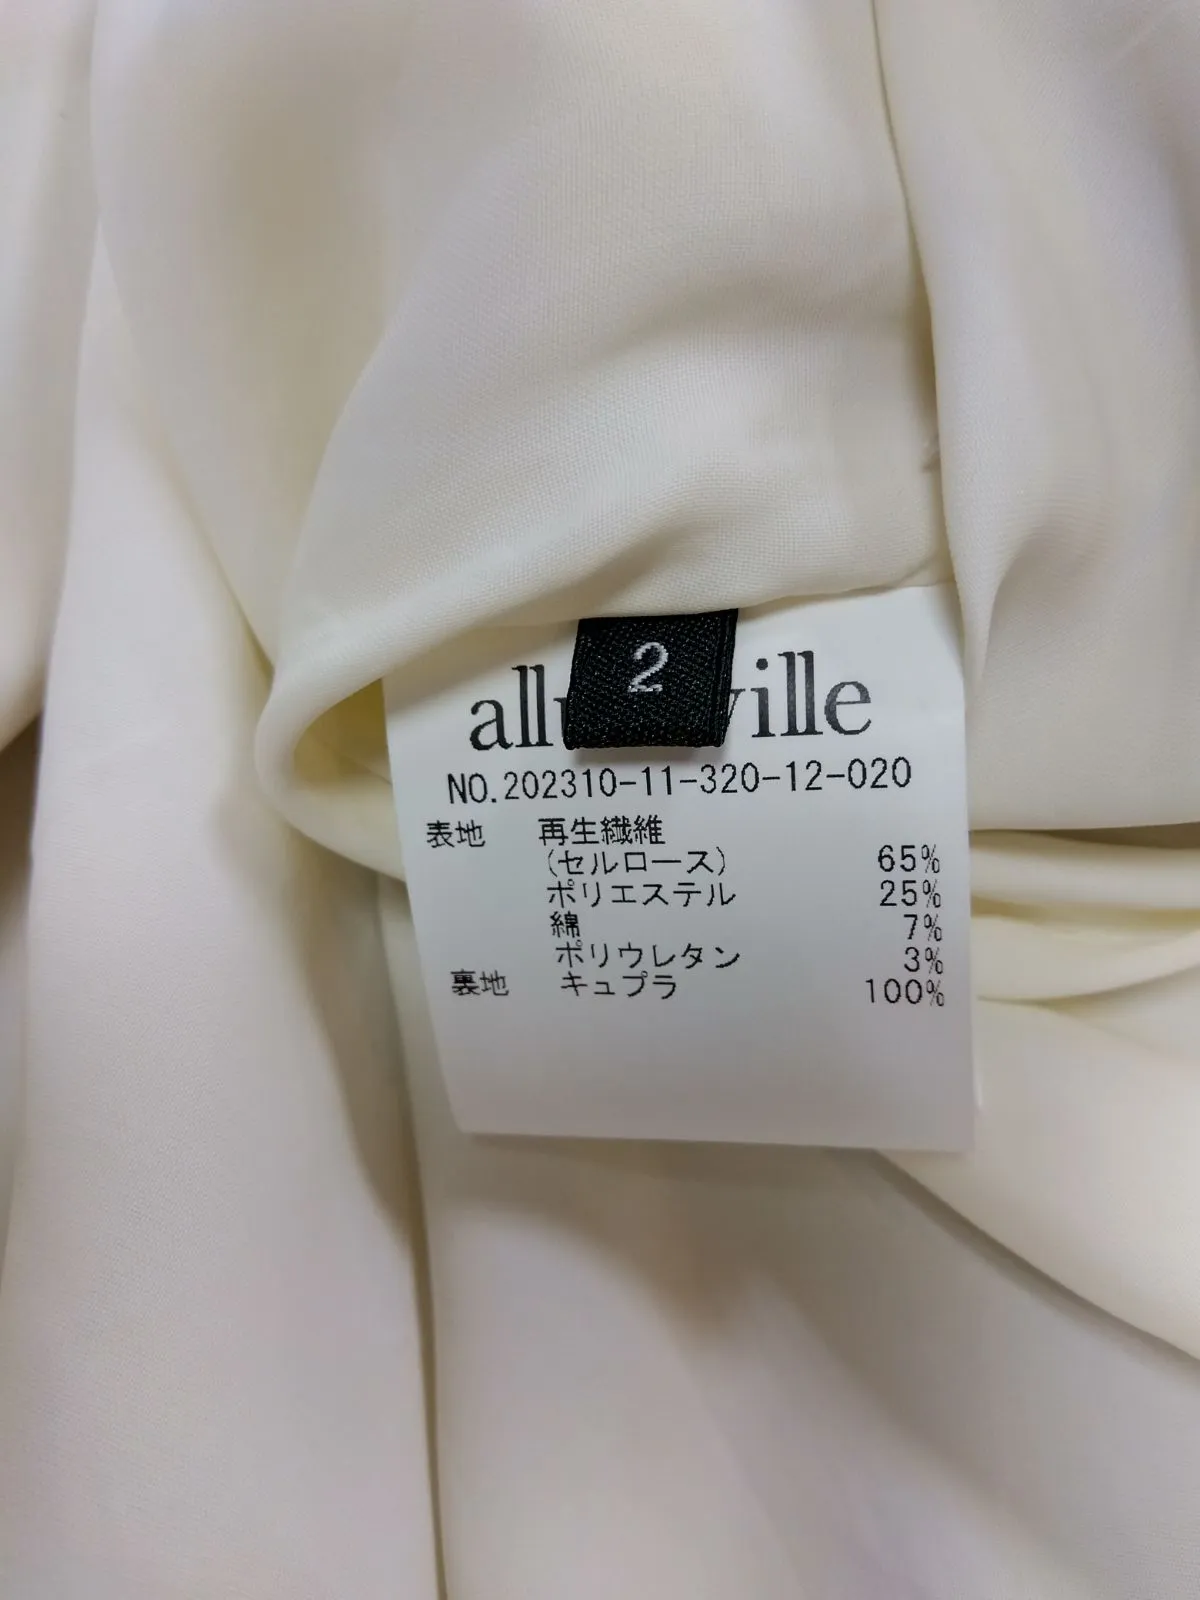 2
ville
NO.202310-11-320-12-020
表地 再生繊維
(セルロース) 65%
ポリエステル 25%
綿 7%
ポリウレタン 3%
裏地 キュプラ 100%